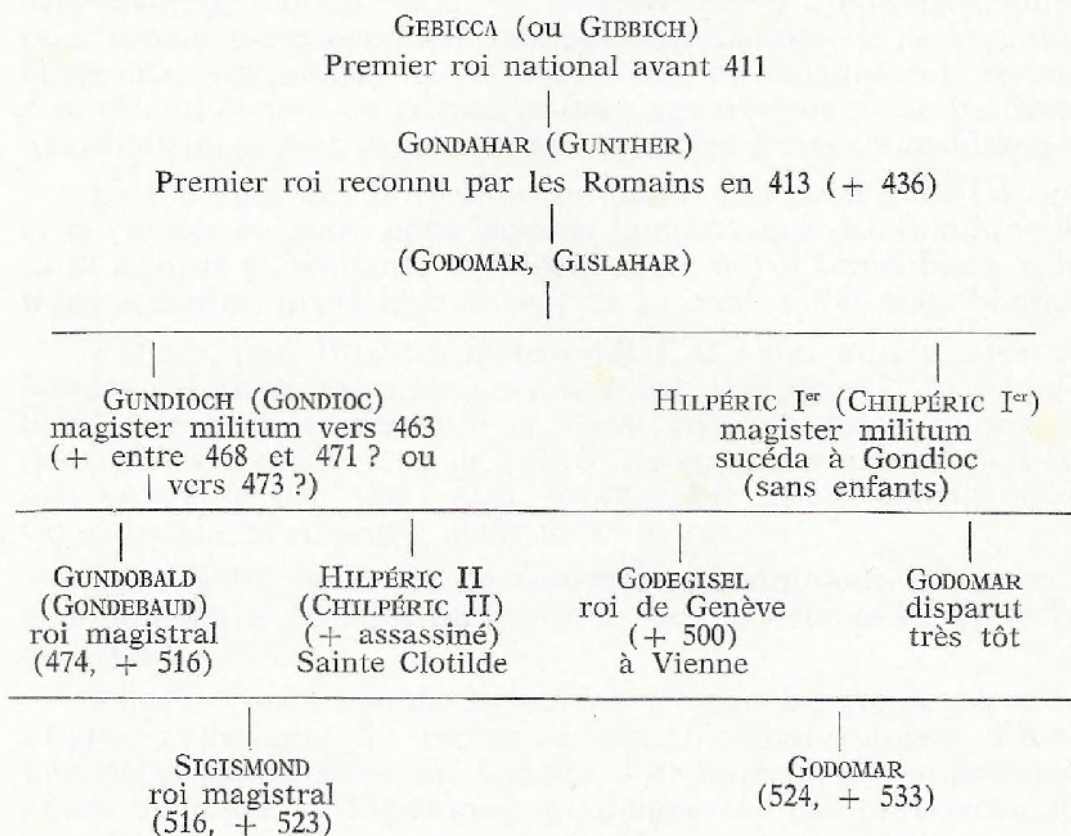 GEBICCA (ou GIBBICH)
Premier roi national avant 411
GONDAHAR (GUNTHER)
Premier roi reconnu par les Romains en 413 (+ 436)
(GODOMAR, GISLAHAR)
GUNDIOCH (GONDIOC)
magister militum vers 463
(+ entre 468 et 471 ? ou
vers 473 ?)
HILPÉRIC Ier (CHILPÉRIC Ier)
magister militum
sucéda à Gondioc
(sans enfants)
GUNDOBALD
(GONDEBAUD)
roi magistral
(474, + 516)
HILPÉRIC II
(CHILPÉRIC II)
(+ assassiné)
Sainte Clotilde
GODEGISEL
roi de Genève
(+ 500)
à Vienne
GODOMAR
disparut
très tôt
SIGISMOND
roi magistral
(516, + 523)
GODOMAR
(524, + 533)